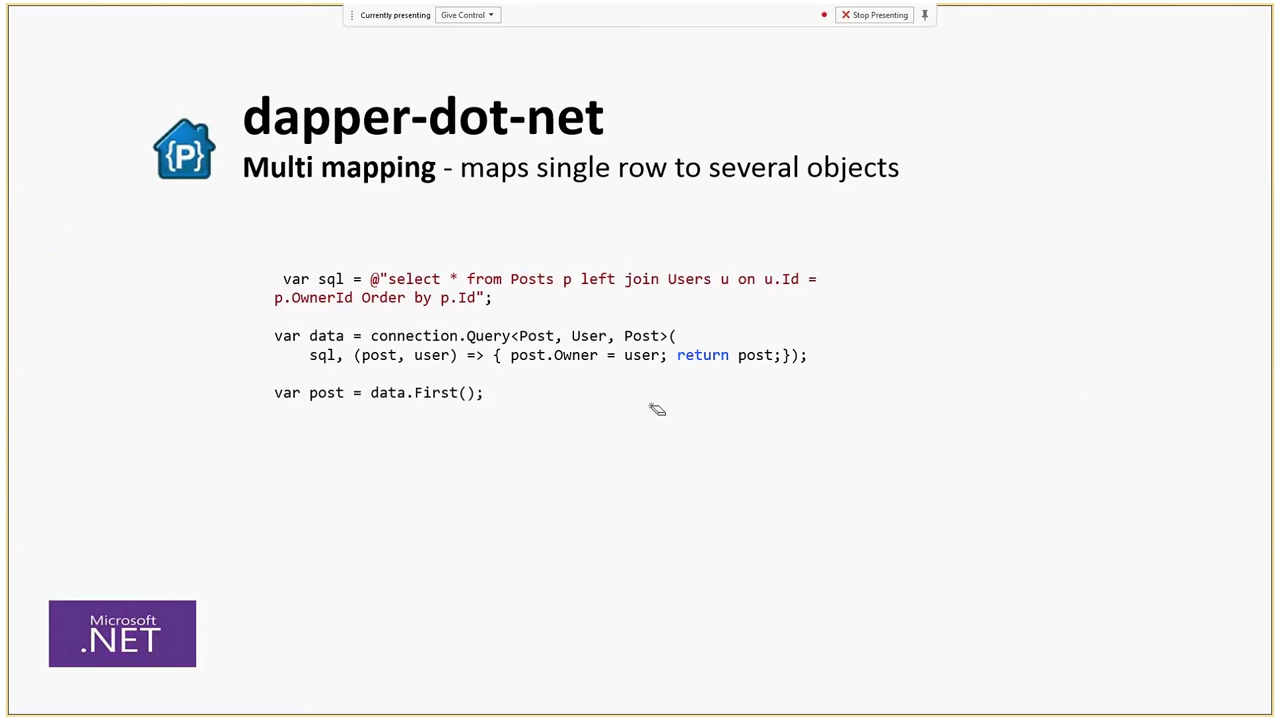 Currently presenting Give Control Stop Presenting
dapper-dot-net
{P}
Multi mapping - maps single row to several objects
var sql = @"select * from Posts p left join Users u on u.Id =
p.OwnerId Order by p.Id";
var data = connection.Query<Post, User, Post>(
sql, (post, user) => { post.Owner = user; return post;});
var post = data.First();
Microsoft
.NET